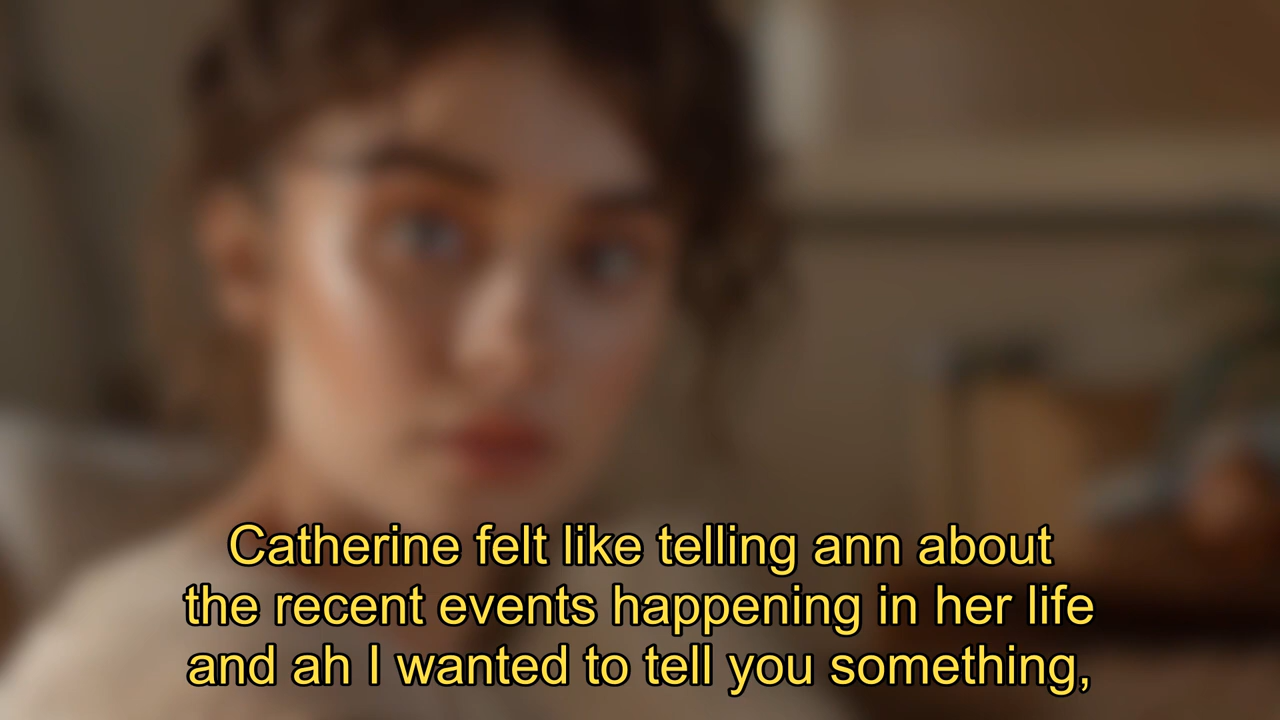 Catherine felt like telling ann about
the recent events happening in her life
and ah I wanted to tell you something,